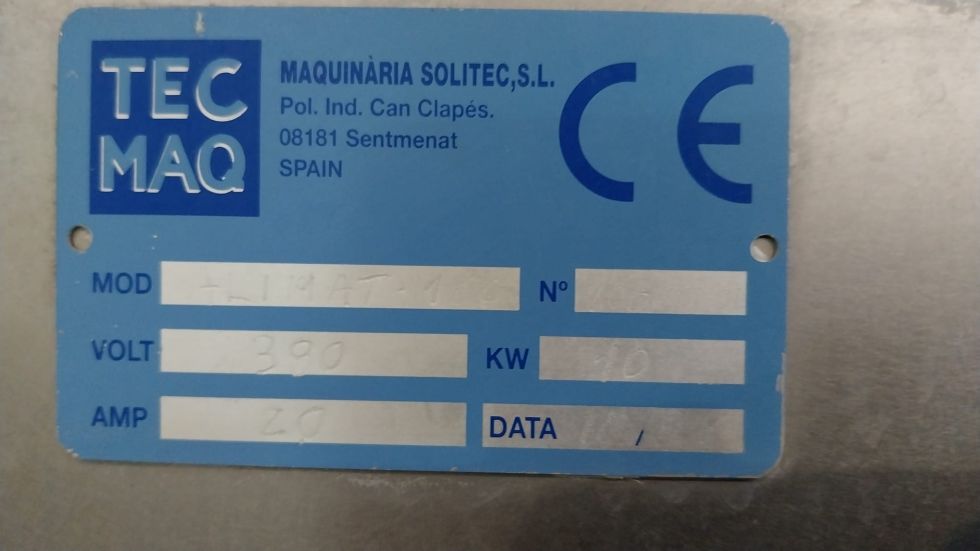 TEC
MAQ
MAQUINÀRIA SOLITEC,S.L.
Pol. Ind. Can Clapés.
08181 Sentmenat
SPAIN
CE
MOD
Nº
VOLT 390
KW 10
AMP 20
DATA /